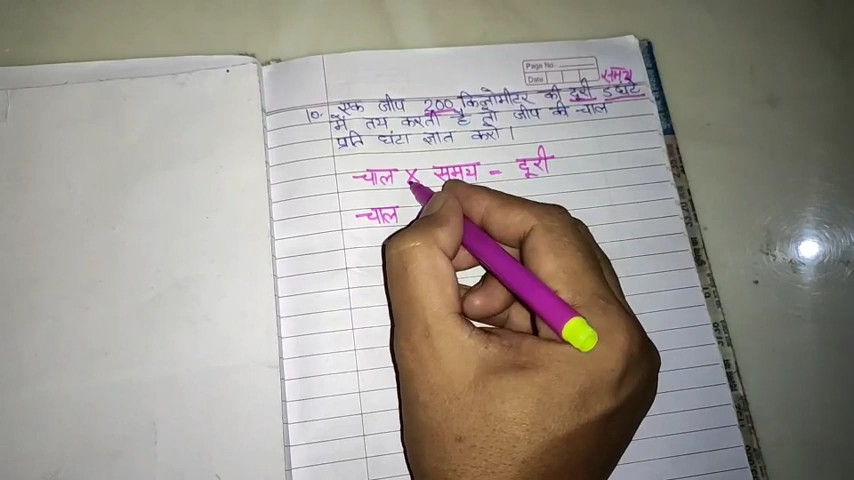 Page No:
Date
समय
10. एक जीप 200 किलोमीटर की दूरी 5 घंटे
में तय करती है तो जीप की चाल
प्रति घंटा ज्ञात करो।
चाल x समय = दूरी
चाल